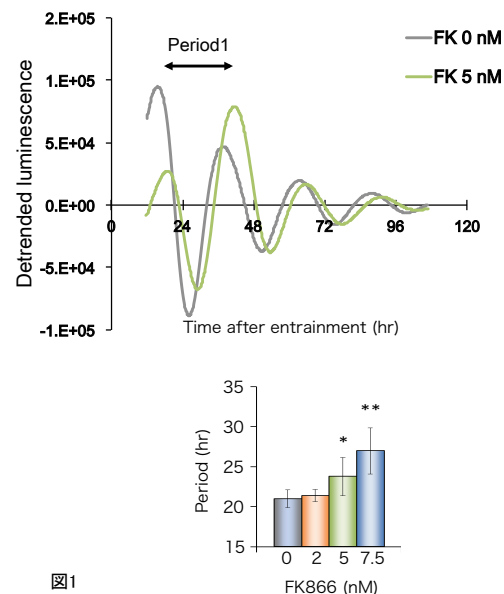 2.E+05
Period1
FK 0 nM
FK 5 nM
1.E+05
5.E+04
0.E+00
0 24 48 72 96 120
-5.E+04
-1.E+05
Detrended luminescence
Time after entrainment (hr)
35
30
25
20
15
Period (hr)
* **
0 2 5 7.5
FK866 (nM)
図1